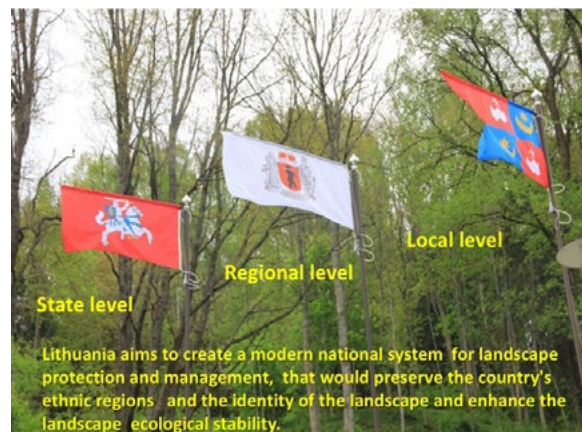 Local level
Regional level
State level
Lithuania aims to create a modern national system for landscape
protection and management, that would preserve the country's
ethnic regions and the identity of the landscape and enhance the
landscape ecological stability.